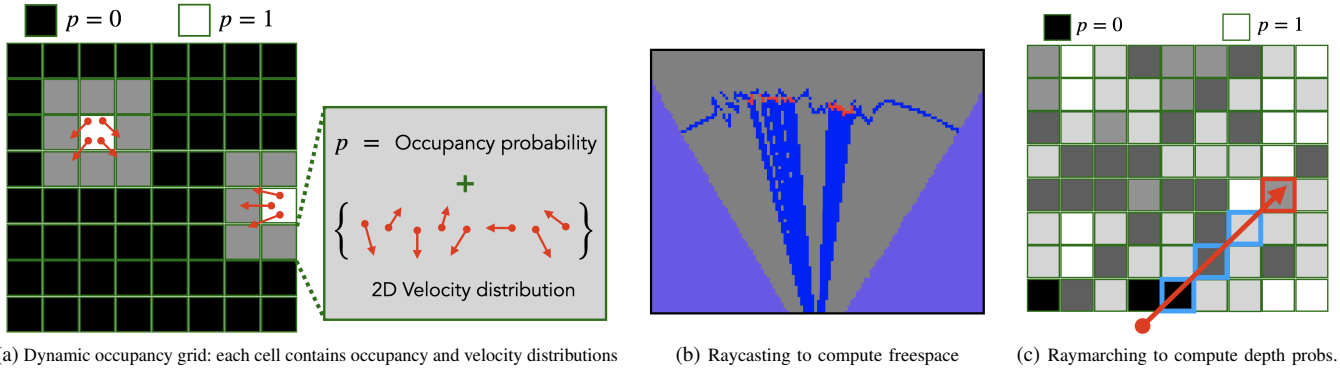 p = 0
p = 1
p = Occupancy probability
+
2D Velocity distribution
p = 0
p = 1
(a) Dynamic occupancy grid: each cell contains occupancy and velocity distributions
(b) Raycasting to compute freespace
(c) Raymarching to compute depth probs.